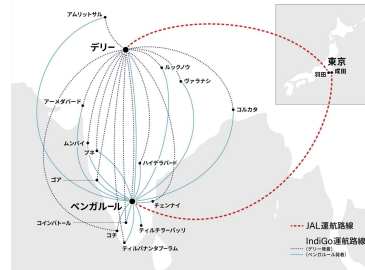 アムリットサル
デリー
ルックノウ
ヴァラナシ
東京
羽田
成田
アーメダバード
コルカタ
ムンバイ
プネ
ハイデラバード
ゴア
ベンガルール
チェンナイ
コインバトール
コチ
ティルチラーパッリ
ティルバナンタプーラム
JAL運航路線
IndiGo運航路線
(デリー発着)
(ベンガルール発着)